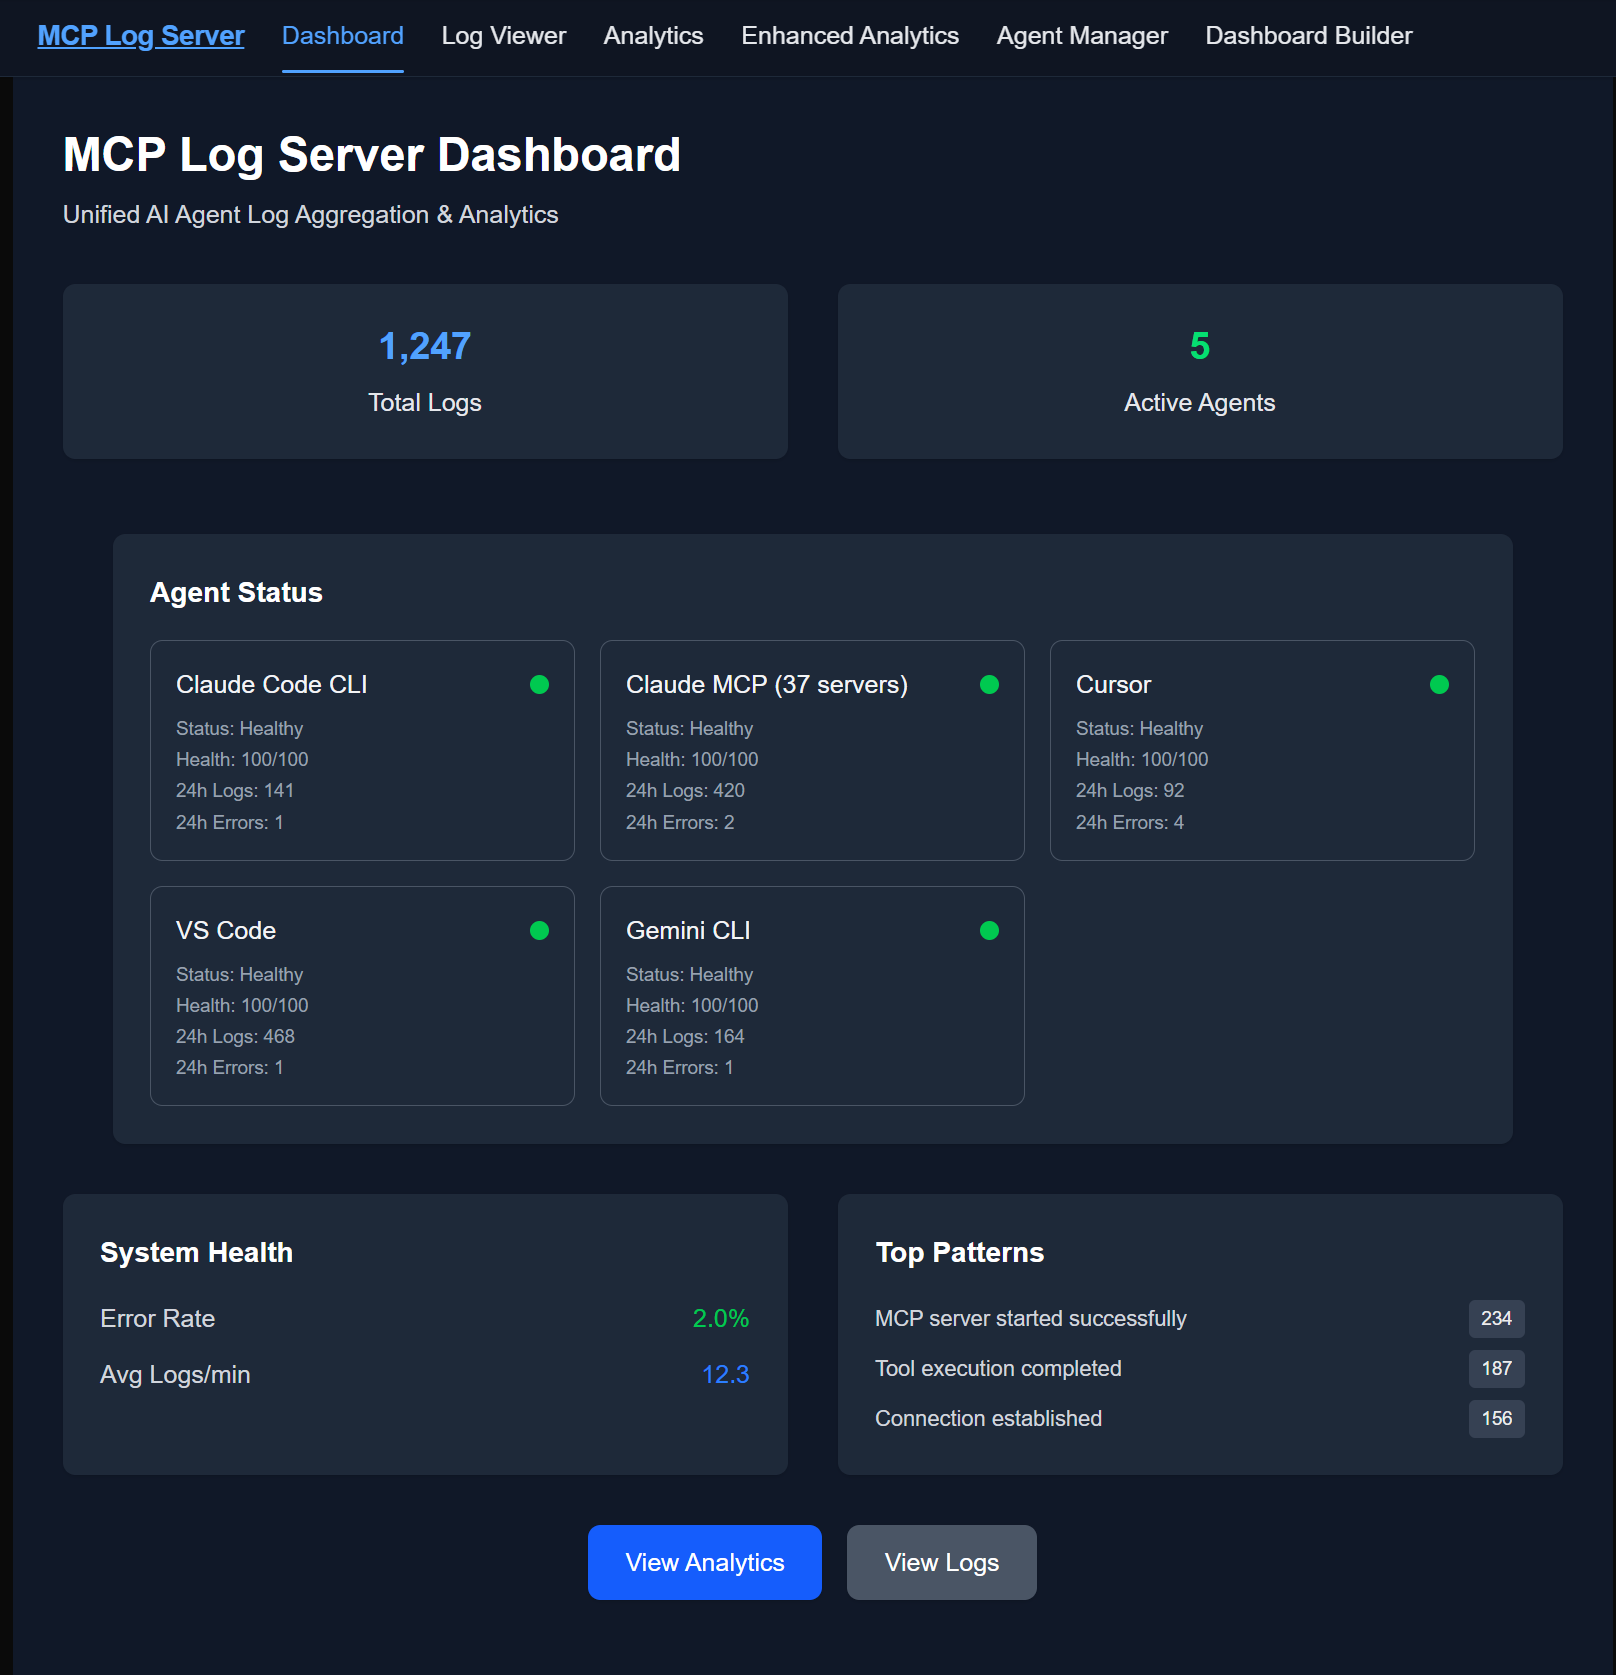 MCP Log Server Dashboard Log Viewer Analytics Enhanced Analytics Agent Manager Dashboard Builder
MCP Log Server Dashboard
Unified AI Agent Log Aggregation & Analytics
1,247
Total Logs
5
Active Agents
Agent Status
Claude Code CLI
Status: Healthy
Health: 100/100
24h Logs: 141
24h Errors: 1
Claude MCP (37 servers)
Status: Healthy
Health: 100/100
24h Logs: 420
24h Errors: 2
Cursor
Status: Healthy
Health: 100/100
24h Logs: 92
24h Errors: 4
VS Code
Status: Healthy
Health: 100/100
24h Logs: 468
24h Errors: 1
Gemini CLI
Status: Healthy
Health: 100/100
24h Logs: 164
24h Errors: 1
System Health
Error Rate 2.0%
Avg Logs/min 12.3
Top Patterns
MCP server started successfully 234
Tool execution completed 187
Connection established 156
View Analytics
View Logs